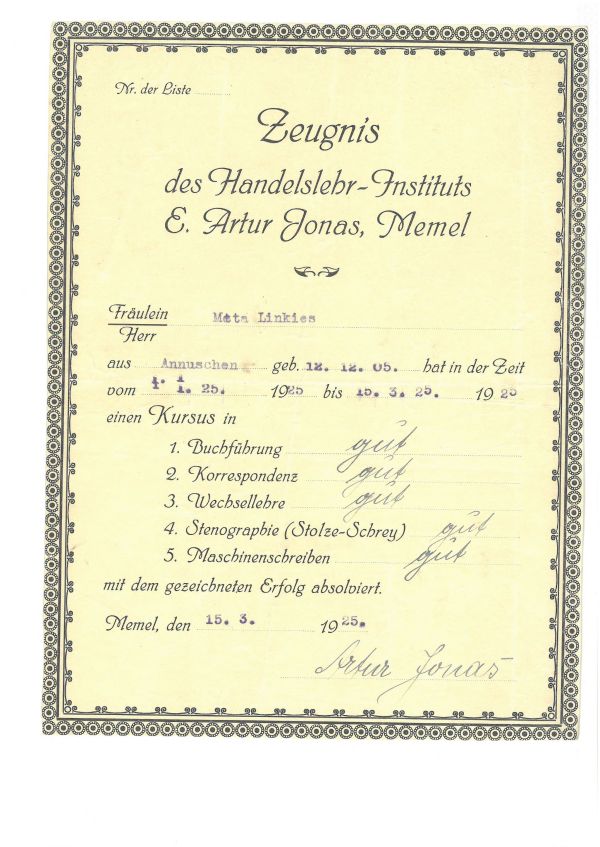 Nr. der Liste
Zeugnis
des Handelslehr-Instituts
E. Artur Jonas, Memel
Fräulein Meta Linkies
Herr
aus Annuschen geb. 12. 12. 05. hat in der Zeit
vom 1. 1. 25. 1925 bis 15. 3. 25. 1925
einen Kursus in
1. Buchführung gut
2. Korrespondenz gut
3. Wechsellehre gut
4. Stenographie (Stolze-Schrey) gut
5. Maschinenschreiben gut
mit dem gezeichneten Erfolg absolviert.
Memel, den 15. 3. 1925.
Artur Jonas